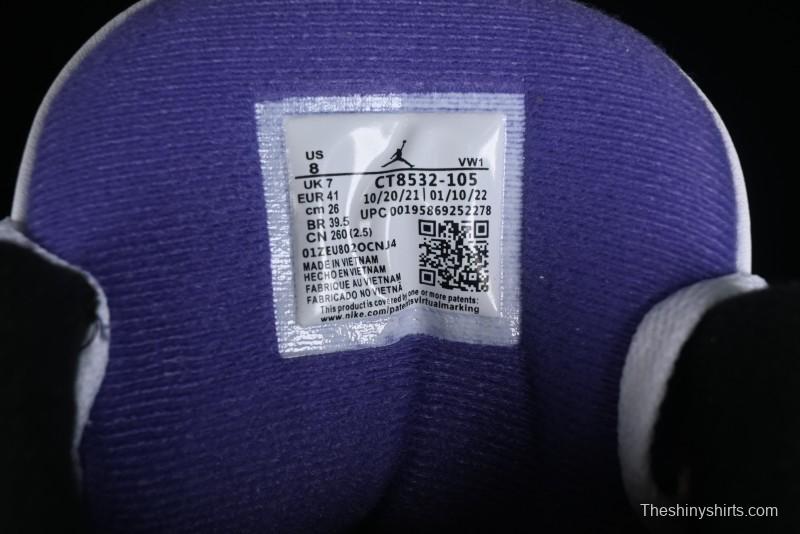 US
8
VW1
UK 7
CT8532-105
EUR 41
10/20/21 | 01/10/22
cm 26
UPC 00195869252278
BR 39.5
CN 260 (2.5)
01ZEU802OCNJ4
MADE IN VIETNAM
HECHO EN VIETNAM
FABRIQUE AU VIETNAM
FABRICADO NO VIETNÃ
This product is covered by one or more patents:
www.nike.com/patentsvirtualmarking
Theshinyshirts.com